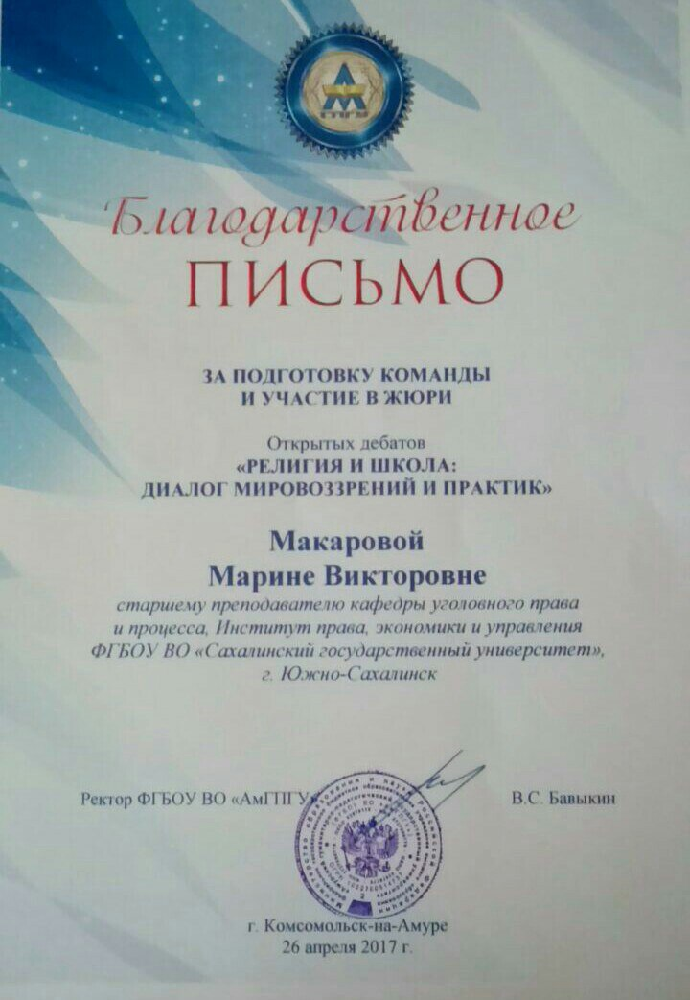 Благодарственное
ПИСЬМО
ЗА ПОДГОТОВКУ КОМАНДЫ
И УЧАСТИЕ В ЖЮРИ
Открытых дебатов
«РЕЛИГИЯ И ШКОЛА:
ДИАЛОГ МИРОВОЗЗРЕНИЙ И ПРАКТИК»
Макаровой
Марине Викторовне
старшему преподавателю кафедры уголовного права
и процесса, Институт права, экономики и управления
ФГБОУ ВО «Сахалинский государственный университет»,
г. Южно-Сахалинск
Ректор ФГБОУ ВО «АмГПГУ
В.С. Бавыкин
г. Комсомольск-на-Амуре
26 апреля 2017 г.